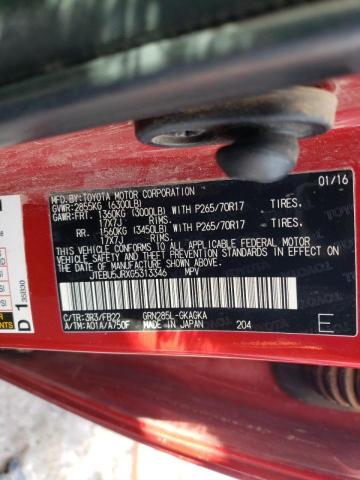 MFD.BY:TOYOTA MOTOR CORPORATION 01/16
GVWR:2855KG (6300LB)
GAWR:FRT. 1360KG (3000LB) WITH P265/70R17 TIRES.
17X7J RIMS.
RR. 1560KG (3450LB) WITH P265/70R17 TIRES.
17X7J RIMS.
THIS VEHICLE CONFORMS TO ALL APPLICABLE FEDERAL MOTOR
VEHICLE SAFETY, BUMPER, AND THEFT PREVENTION STANDARDS
IN EFFECT ON THE DATE OF MANUFACTURE SHOWN ABOVE.
JTEBU5JRXG5313346 MPV
C/TR:3R3/FB22 GRN285L-GKAGKA
A/TM:A01A/A750F MADE IN JAPAN 204 E
D 1 35B30